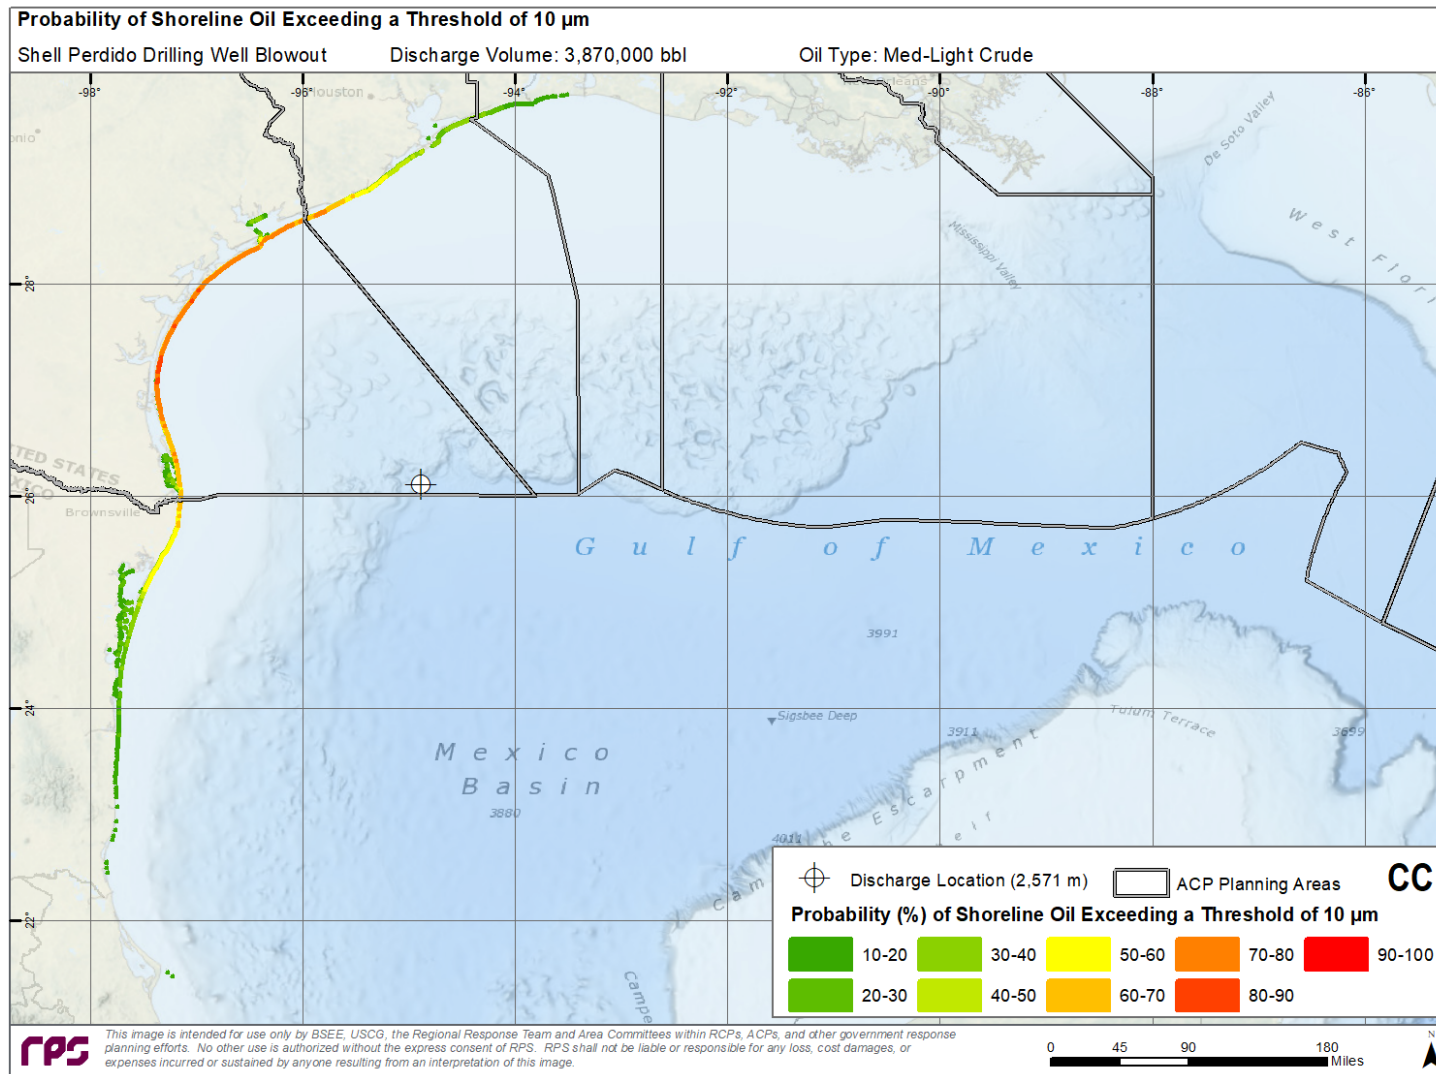 Probability of Shoreline Oil Exceeding a Threshold of 10 µm
Shell Perdido Drilling Well Blowout Discharge Volume: 3,870,000 bbl Oil Type: Med-Light Crude
-98° -96° -94° -92° -90° -88° -86°
Houston
Orleans
onio
De Soto Valley
West Flori
Mississippi Valley
28°
TED STATES
XICO
26°
Brownsville
Gulf of Mexico
3991
24°
Sigsbee Deep
Tulum Terrace
3911
3699
Mexico
Basin
3880
Escarpment
4011
22°
Campe
Discharge Location (2,571 m) ACP Planning Areas CC
Probability (%) of Shoreline Oil Exceeding a Threshold of 10 µm
10-20 30-40 50-60 70-80 90-100
20-30 40-50 60-70 80-90
rps
This image is intended for use only by BSEE, USCG, the Regional Response Team and Area Committees within RCPs, ACPs, and other government response
planning efforts. No other use is authorized without the express consent of RPS. RPS shall not be liable or responsible for any loss, cost damages, or
expenses incurred or sustained by anyone resulting from an interpretation of this image.
0 45 90 180
Miles
N